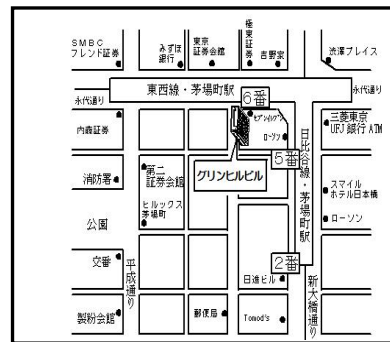 SMBC
フレンド証券
みずほ
銀行
東京
証券会館
極東証券
吉野家
渋澤プレイス
永代通り
東西線・茅場町駅
6番
永代通り
内藤証券
セブンイレブン
ローソン
三菱東京
UFJ銀行ATM
日比谷線・茅場町駅
5番
消防署
第二
証券会館
グリンヒルビル
スマイル
ホテル日本橋
公園
ヒルックス
茅場町
ローソン
交番
平成通り
2番
日進ビル
新大橋通り
製粉会館
郵便局
Tomod's